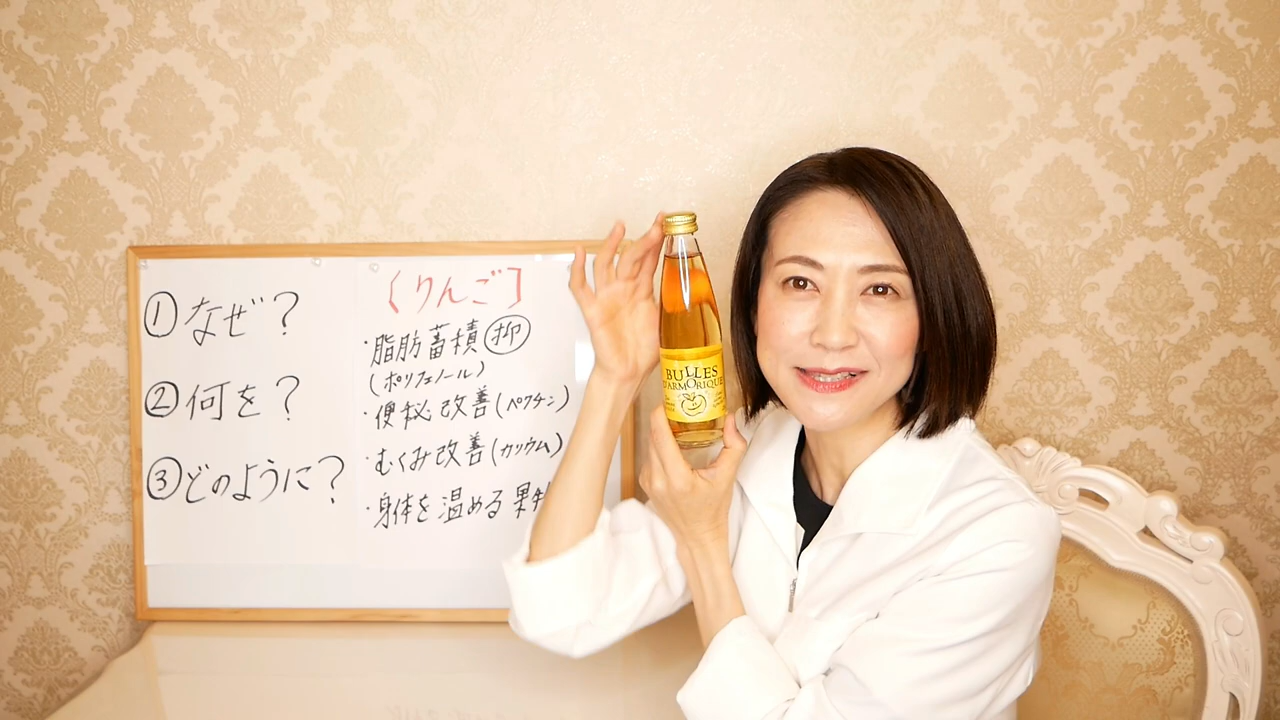 ① なぜ?
② 何を?
③ どのように?
〈りんご〕
・脂肪蓄積㊙抑
(ポリフェノール)
・便秘改善(ペクチン)
・むくみ改善(カリウム)
・身体を温める果物
BULLES
D'ARMORIQUE